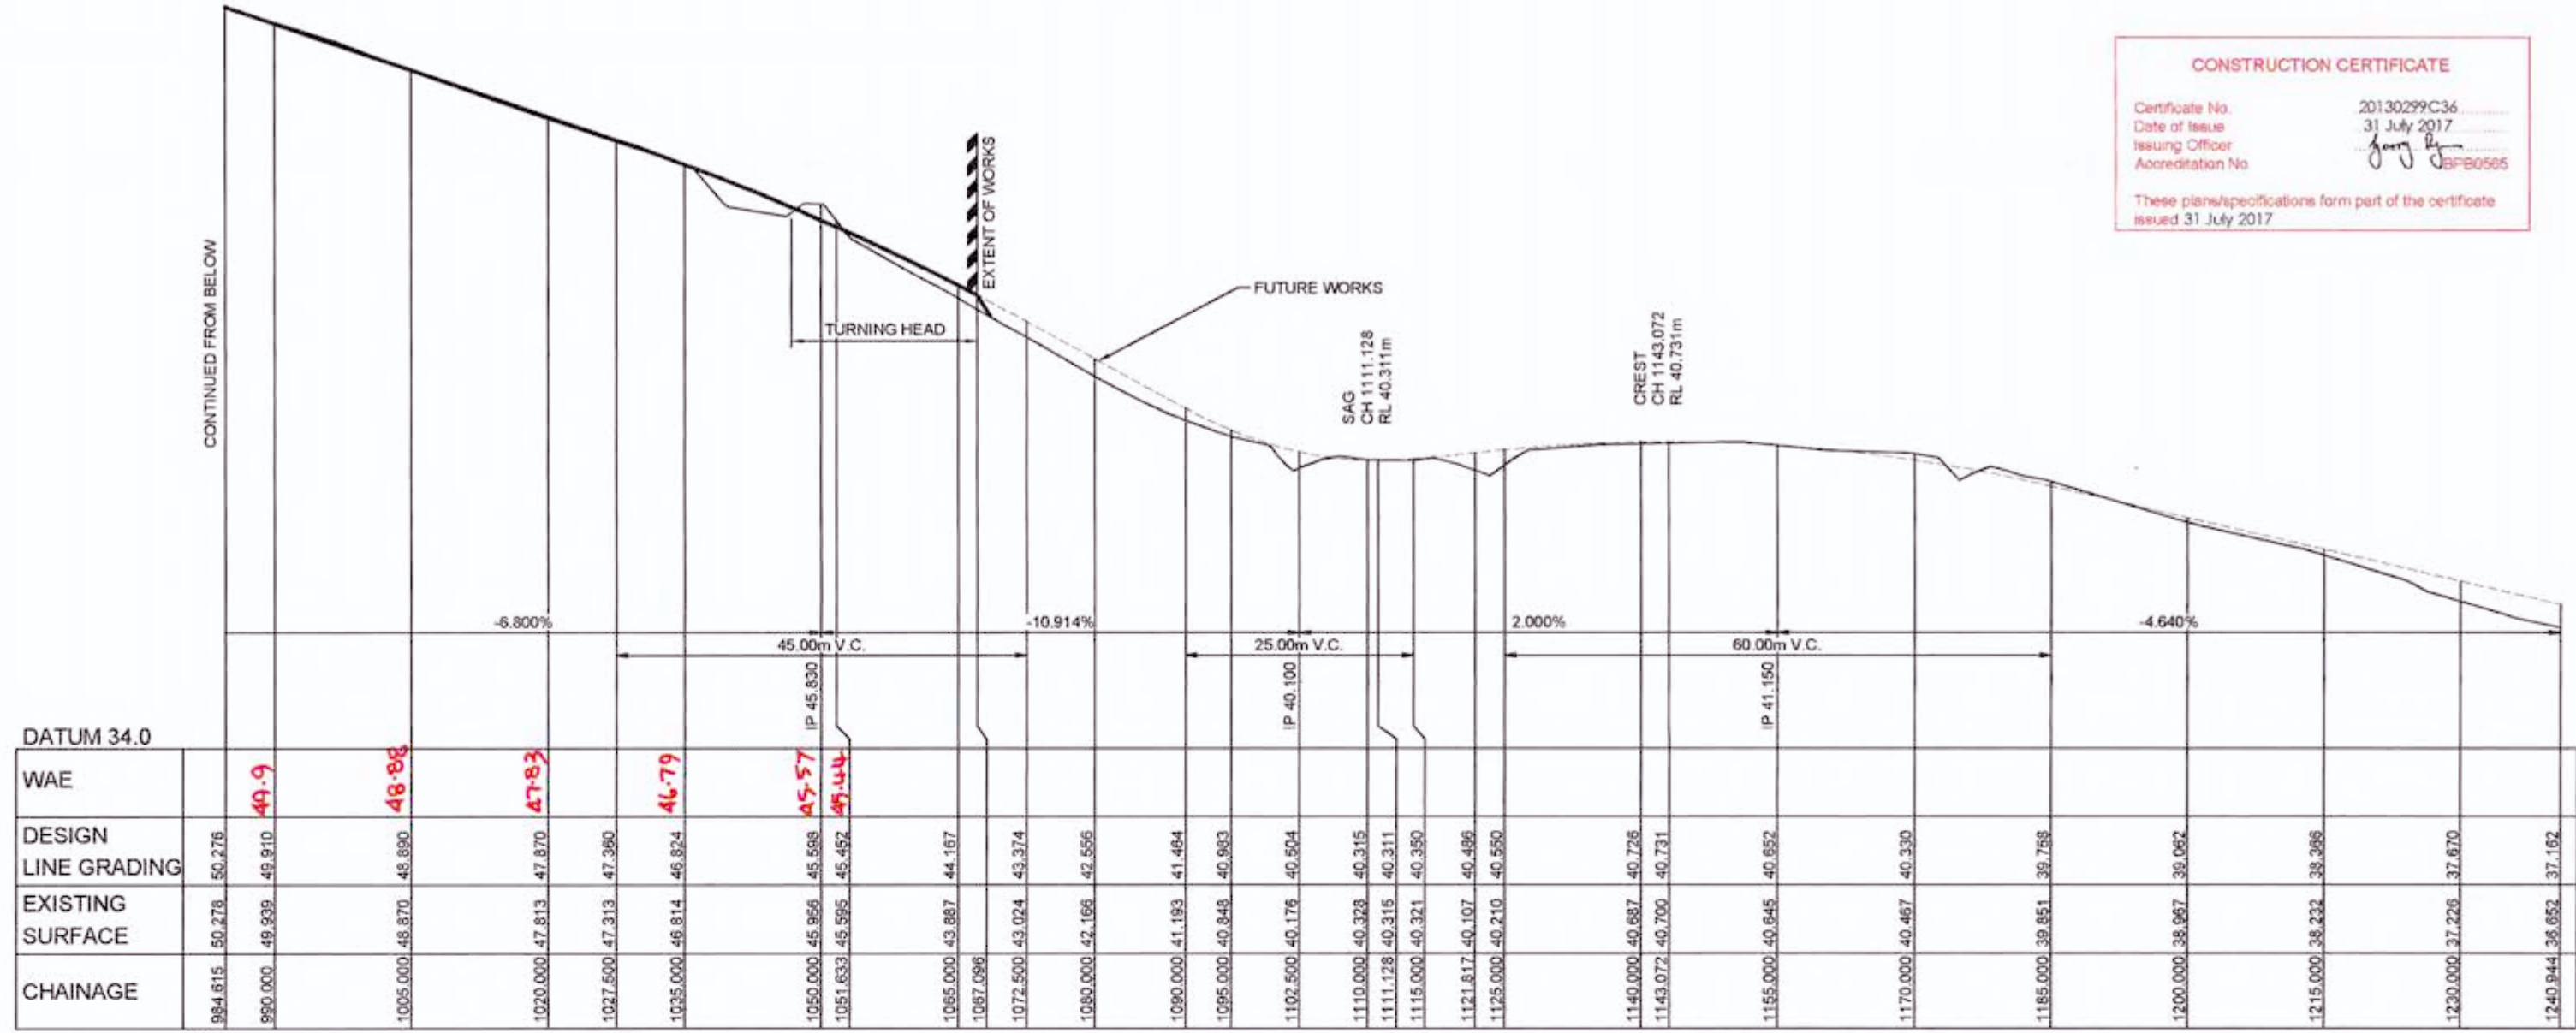 CONSTRUCTION CERTIFICATE
Certificate No. 20130299C36
Date of Issue 31 July 2017
Issuing Officer
Accreditation No BPB0565
These plans/specifications form part of the certificate
issued 31 July 2017
CONTINUED FROM BELOW
EXTENT OF WORKS
TURNING HEAD
FUTURE WORKS
SAG
CH 1111.128
RL 40.311m
CREST
CH 1143.072
RL 40.731m
-6.800% -10.914% 2.000% -4.640%
45.00m V.C. 25.00m V.C. 60.00m V.C.
IP 45.830 IP 40.100 IP 41.150
DATUM 34.0
WAE 49.9 48.88 47.83 46.79 45.57 45.44
DESIGN
LINE GRADING 50.276 49.910 48.890 47.870 47.360 46.824 45.598 45.452 44.167 43.374 42.556 41.464 40.983 40.504 40.315 40.311 40.350 40.486 40.550 40.726 40.731 40.652 40.330 39.758 39.062 38.366 37.670 37.162
EXISTING
SURFACE 50.278 49.939 48.870 47.813 47.313 46.814 45.956 45.595 43.887 43.024 42.166 41.193 40.848 40.176 40.328 40.315 40.321 40.107 40.210 40.687 40.700 40.645 40.467 39.851 38.967 38.232 37.226 36.652
CHAINAGE 984.615 990.000 1005.000 1020.000 1027.500 1035.000 1050.000 1051.633 1065.000 1067.096 1072.500 1080.000 1090.000 1095.000 1102.500 1110.000 1111.128 1115.000 1121.817 1125.000 1140.000 1143.072 1155.000 1170.000 1185.000 1200.000 1215.000 1230.000 1240.944